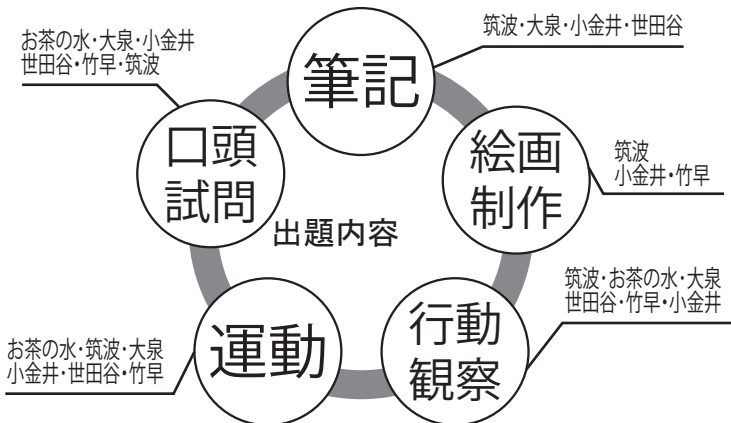 お茶の水・大泉・小金井
世田谷・竹早・筑波
筆記
筑波・大泉・小金井・世田谷
口頭
試問
絵画
制作
筑波
小金井・竹早
出題内容
お茶の水・筑波・大泉
小金井・世田谷・竹早
運動
行動
観察
筑波・お茶の水・大泉
世田谷・竹早・小金井